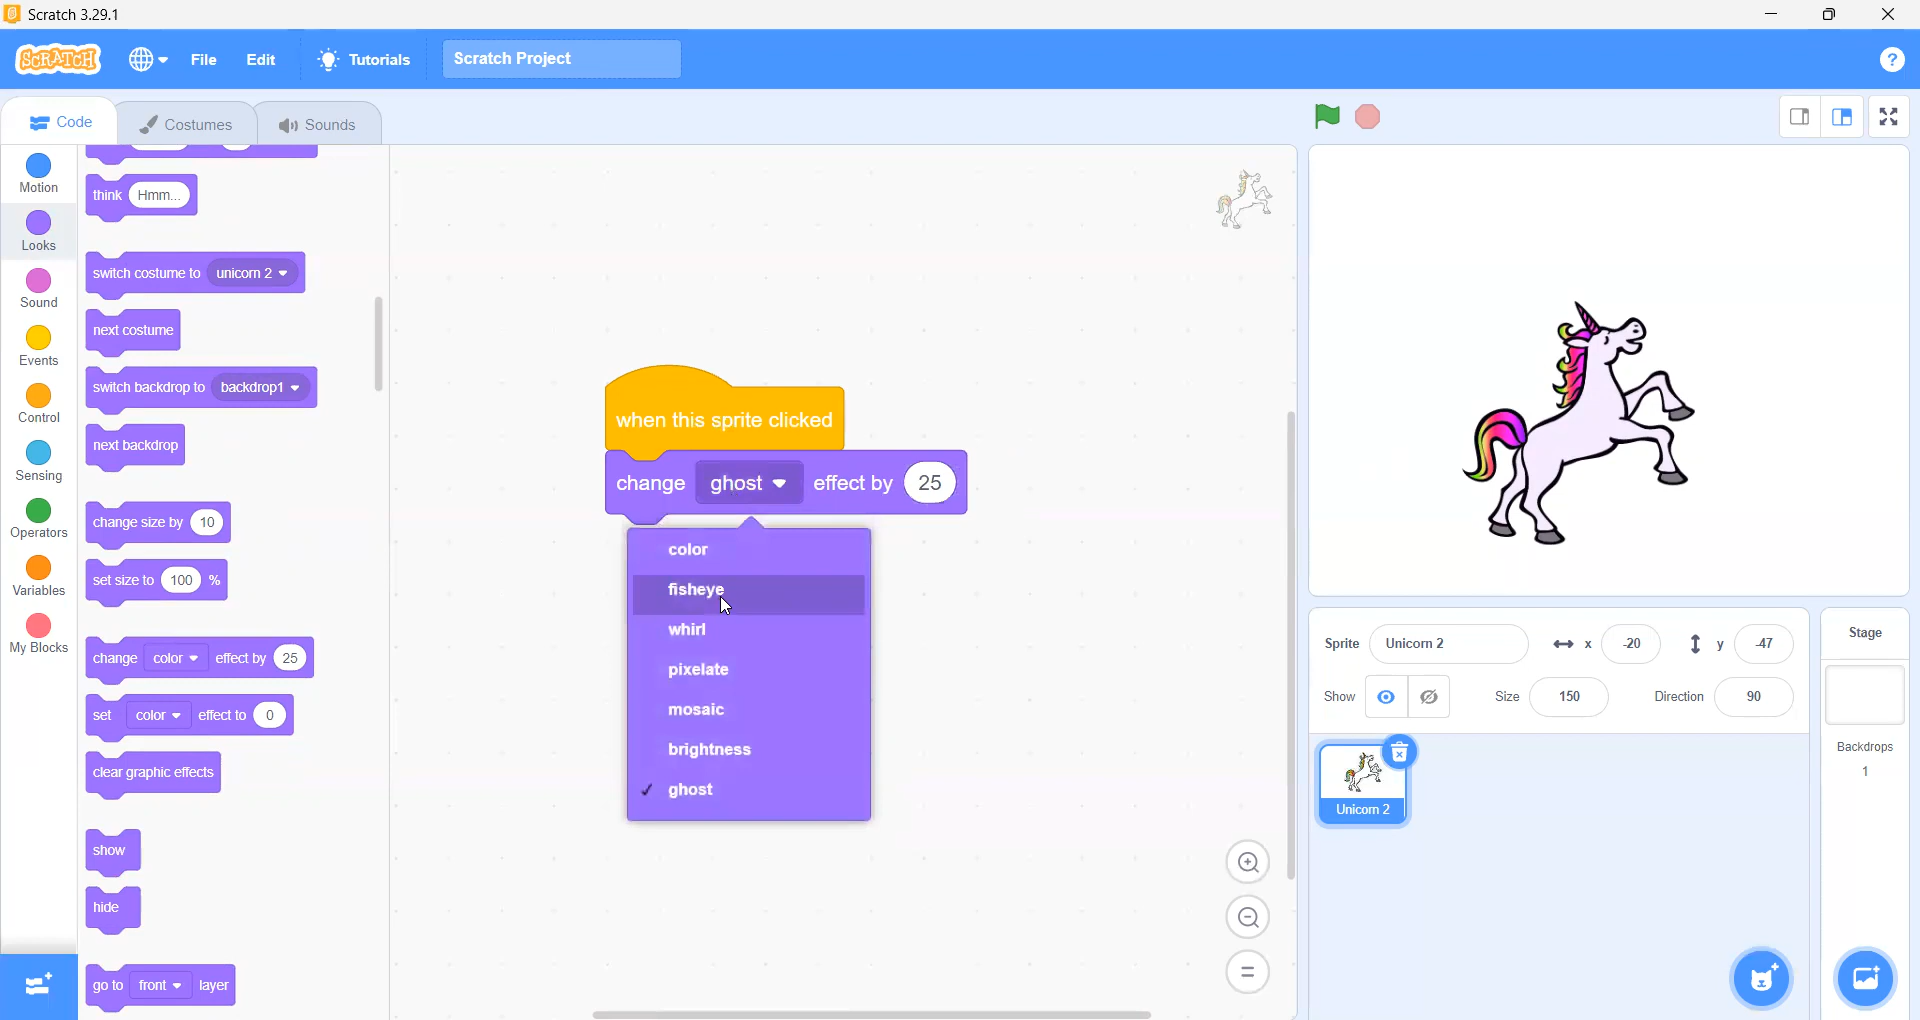 Scratch 3.29.1
SCRATCH
File
Edit
Tutorials
Scratch Project
?
Code
Costumes
Sounds
Motion
Looks
Sound
Events
Control
Sensing
Operators
Variables
My Blocks
think Hmm...
switch costume to unicorn 2
next costume
switch backdrop to backdrop1
next backdrop
change size by 10
set size to 100 %
change color effect by 25
set color effect to 0
clear graphic effects
show
hide
go to front layer
when this sprite clicked
change ghost effect by 25
color
fisheye
whirl
pixelate
mosaic
brightness
✓ ghost
Sprite Unicorn 2 x -20 y -47
Show Size 150 Direction 90
Unicorn 2
Stage
Backdrops
1